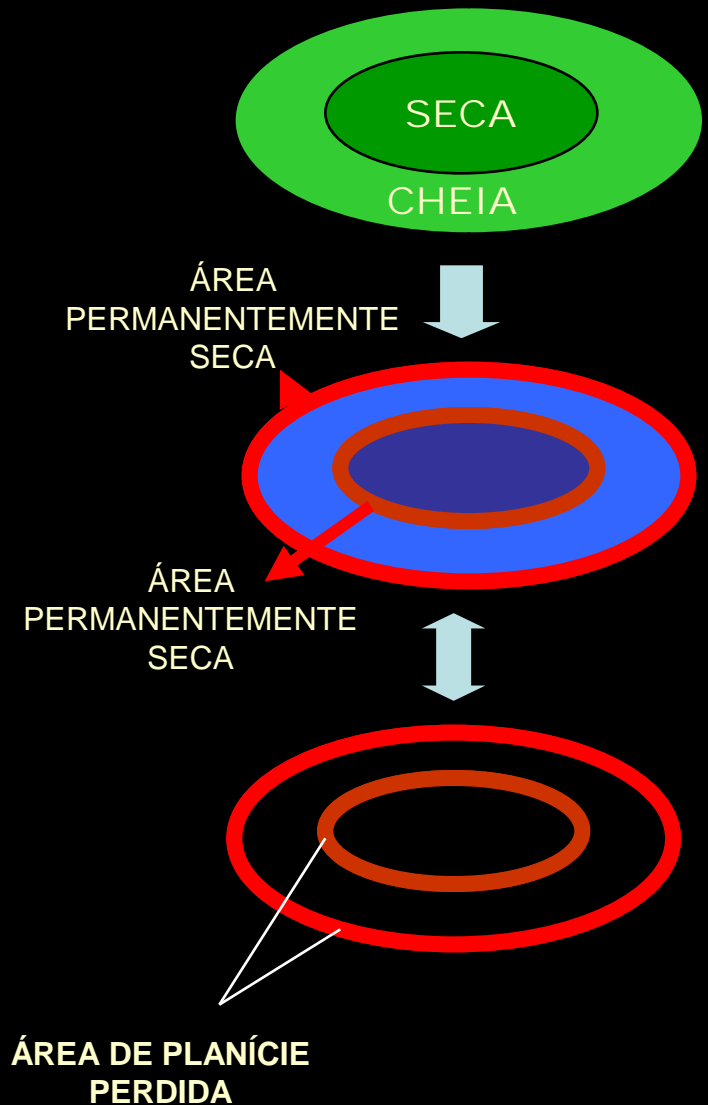 SECA
CHEIA
ÁREA
PERMANENTEMENTE
SECA
ÁREA
PERMANENTEMENTE
SECA
ÁREA DE PLANÍCIE
PERDIDA